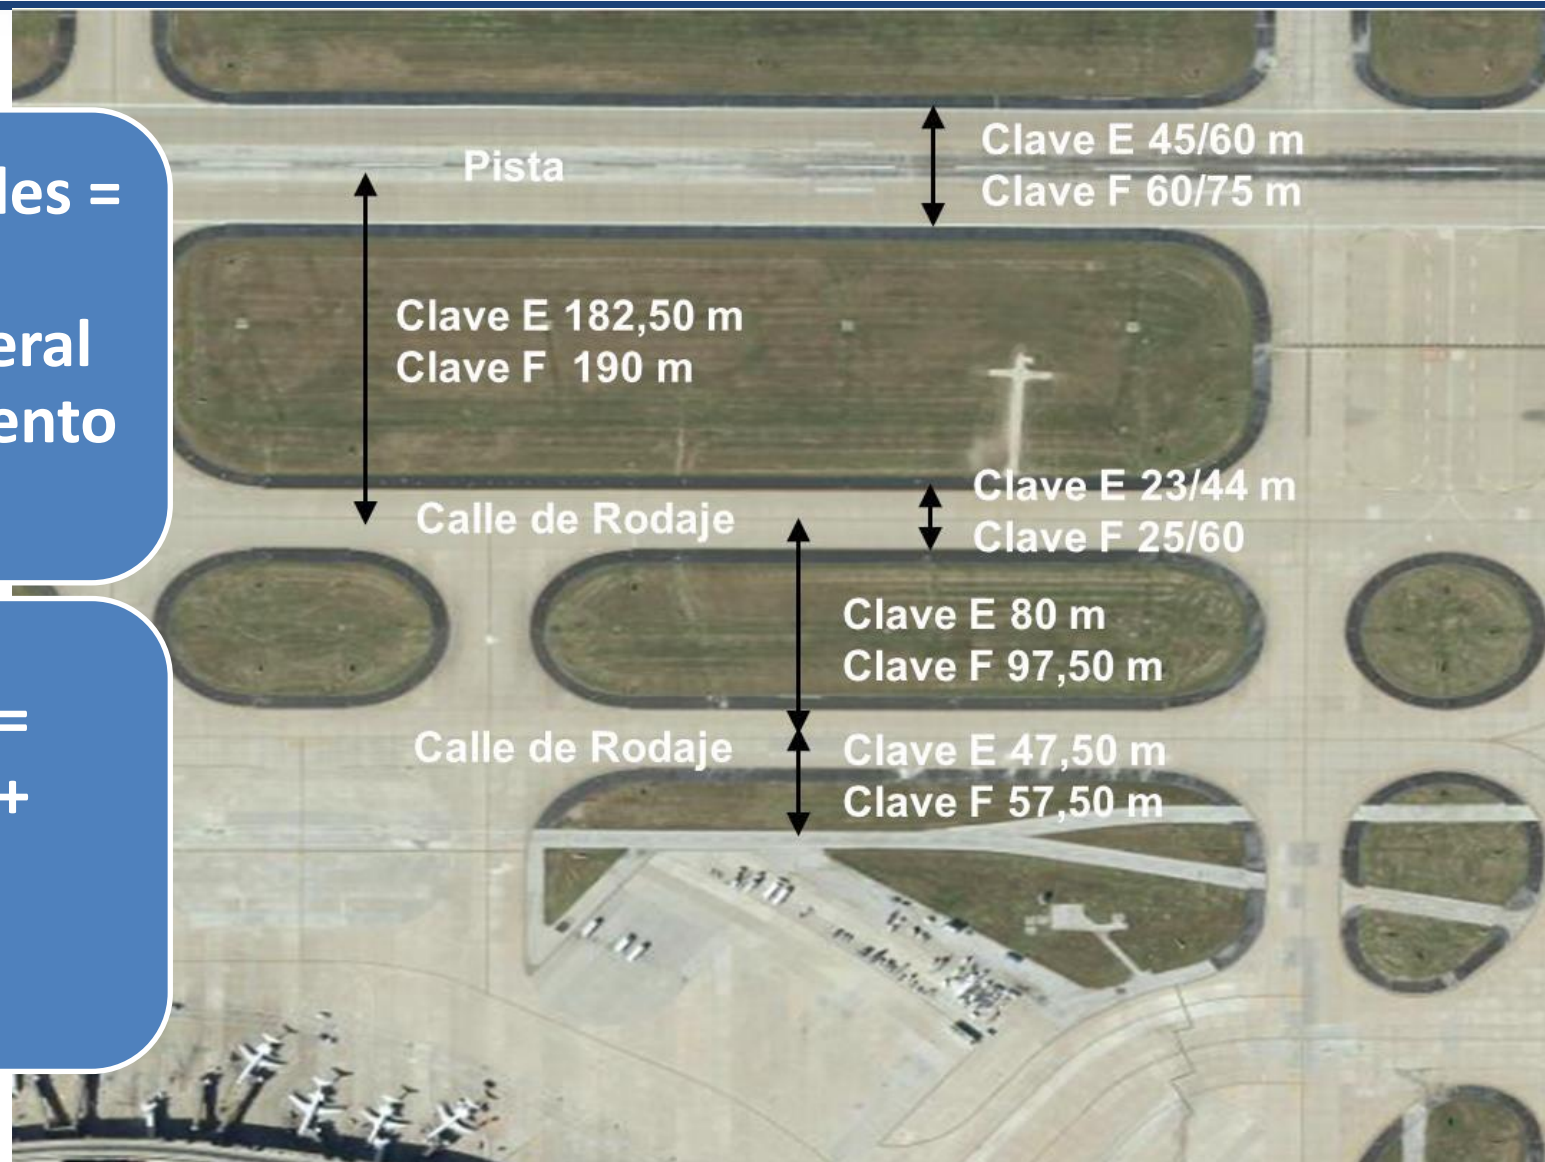 Pista
Clave E 45/60 m
Clave F 60/75 m
Clave E 182,50 m
Clave F 190 m
Calle de Rodaje
Clave E 23/44 m
Clave F 25/60
Clave E 80 m
Clave F 97,50 m
Calle de Rodaje
Clave E 47,50 m
Clave F 57,50 m
les =
eral
ento
=
+